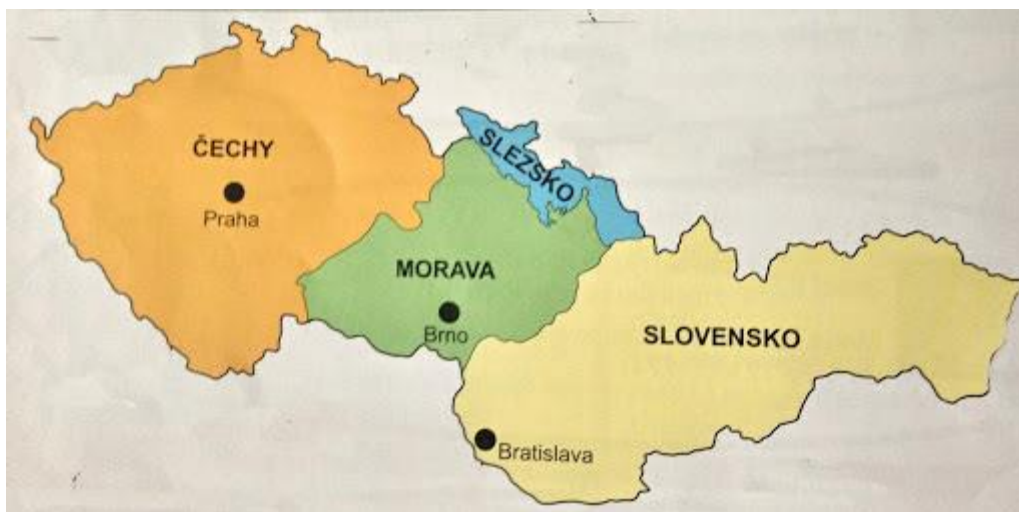 ČECHY
Praha
SLEZSKO
MORAVA
Brno
SLOVENSKO
Bratislava